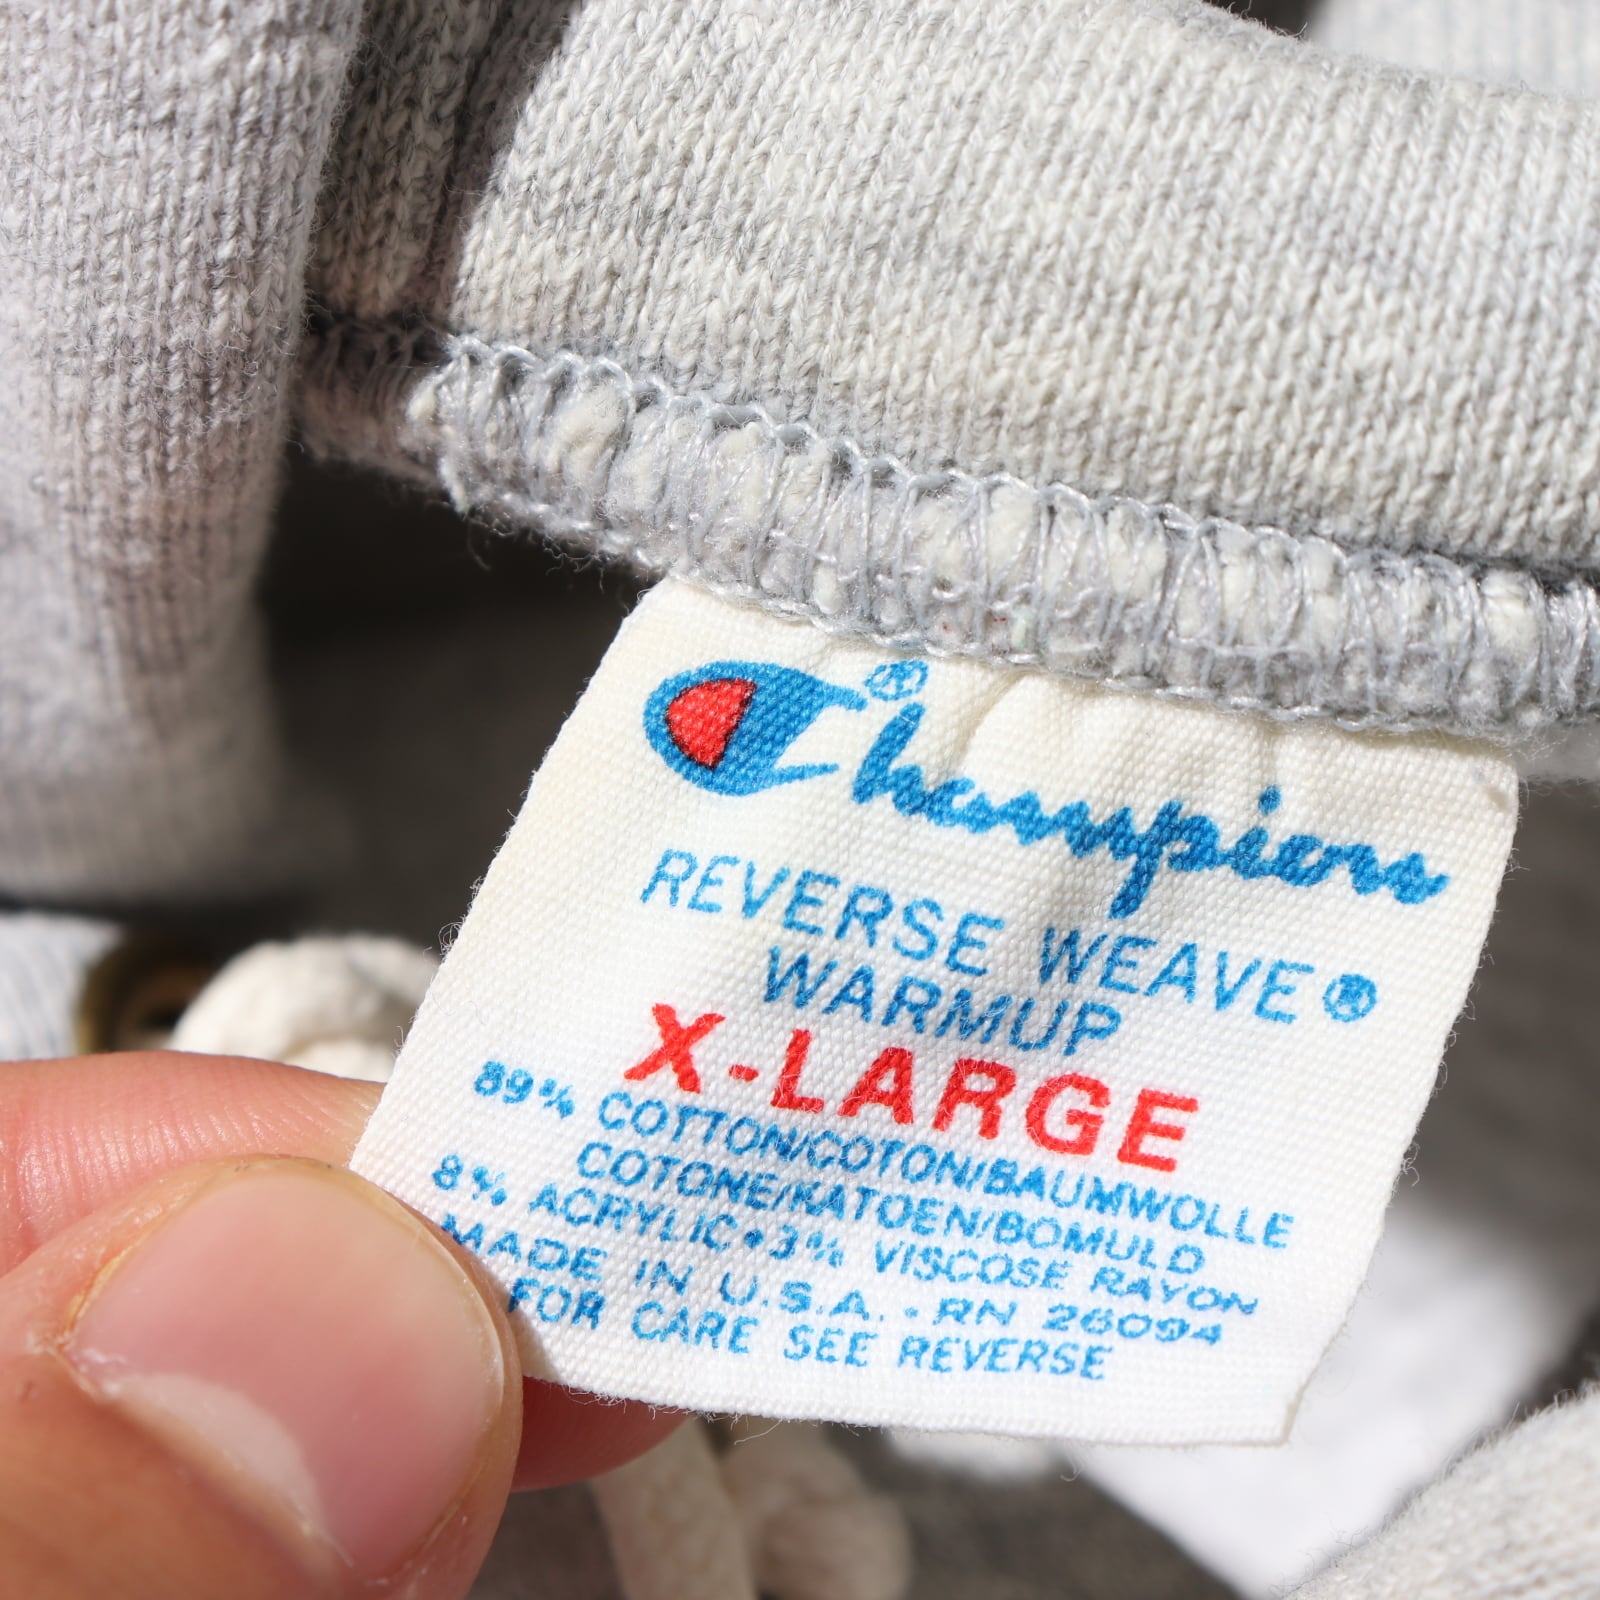 Champion®
REVERSE WEAVE®
WARMUP
X-LARGE
89% COTTON/COTON/BAUMWOLLE
COTONE/KATOEN/BOMULD
8% ACRYLIC•3% VISCOSE RAYON
MADE IN U.S.A. • RN 26094
FOR CARE SEE REVERSE